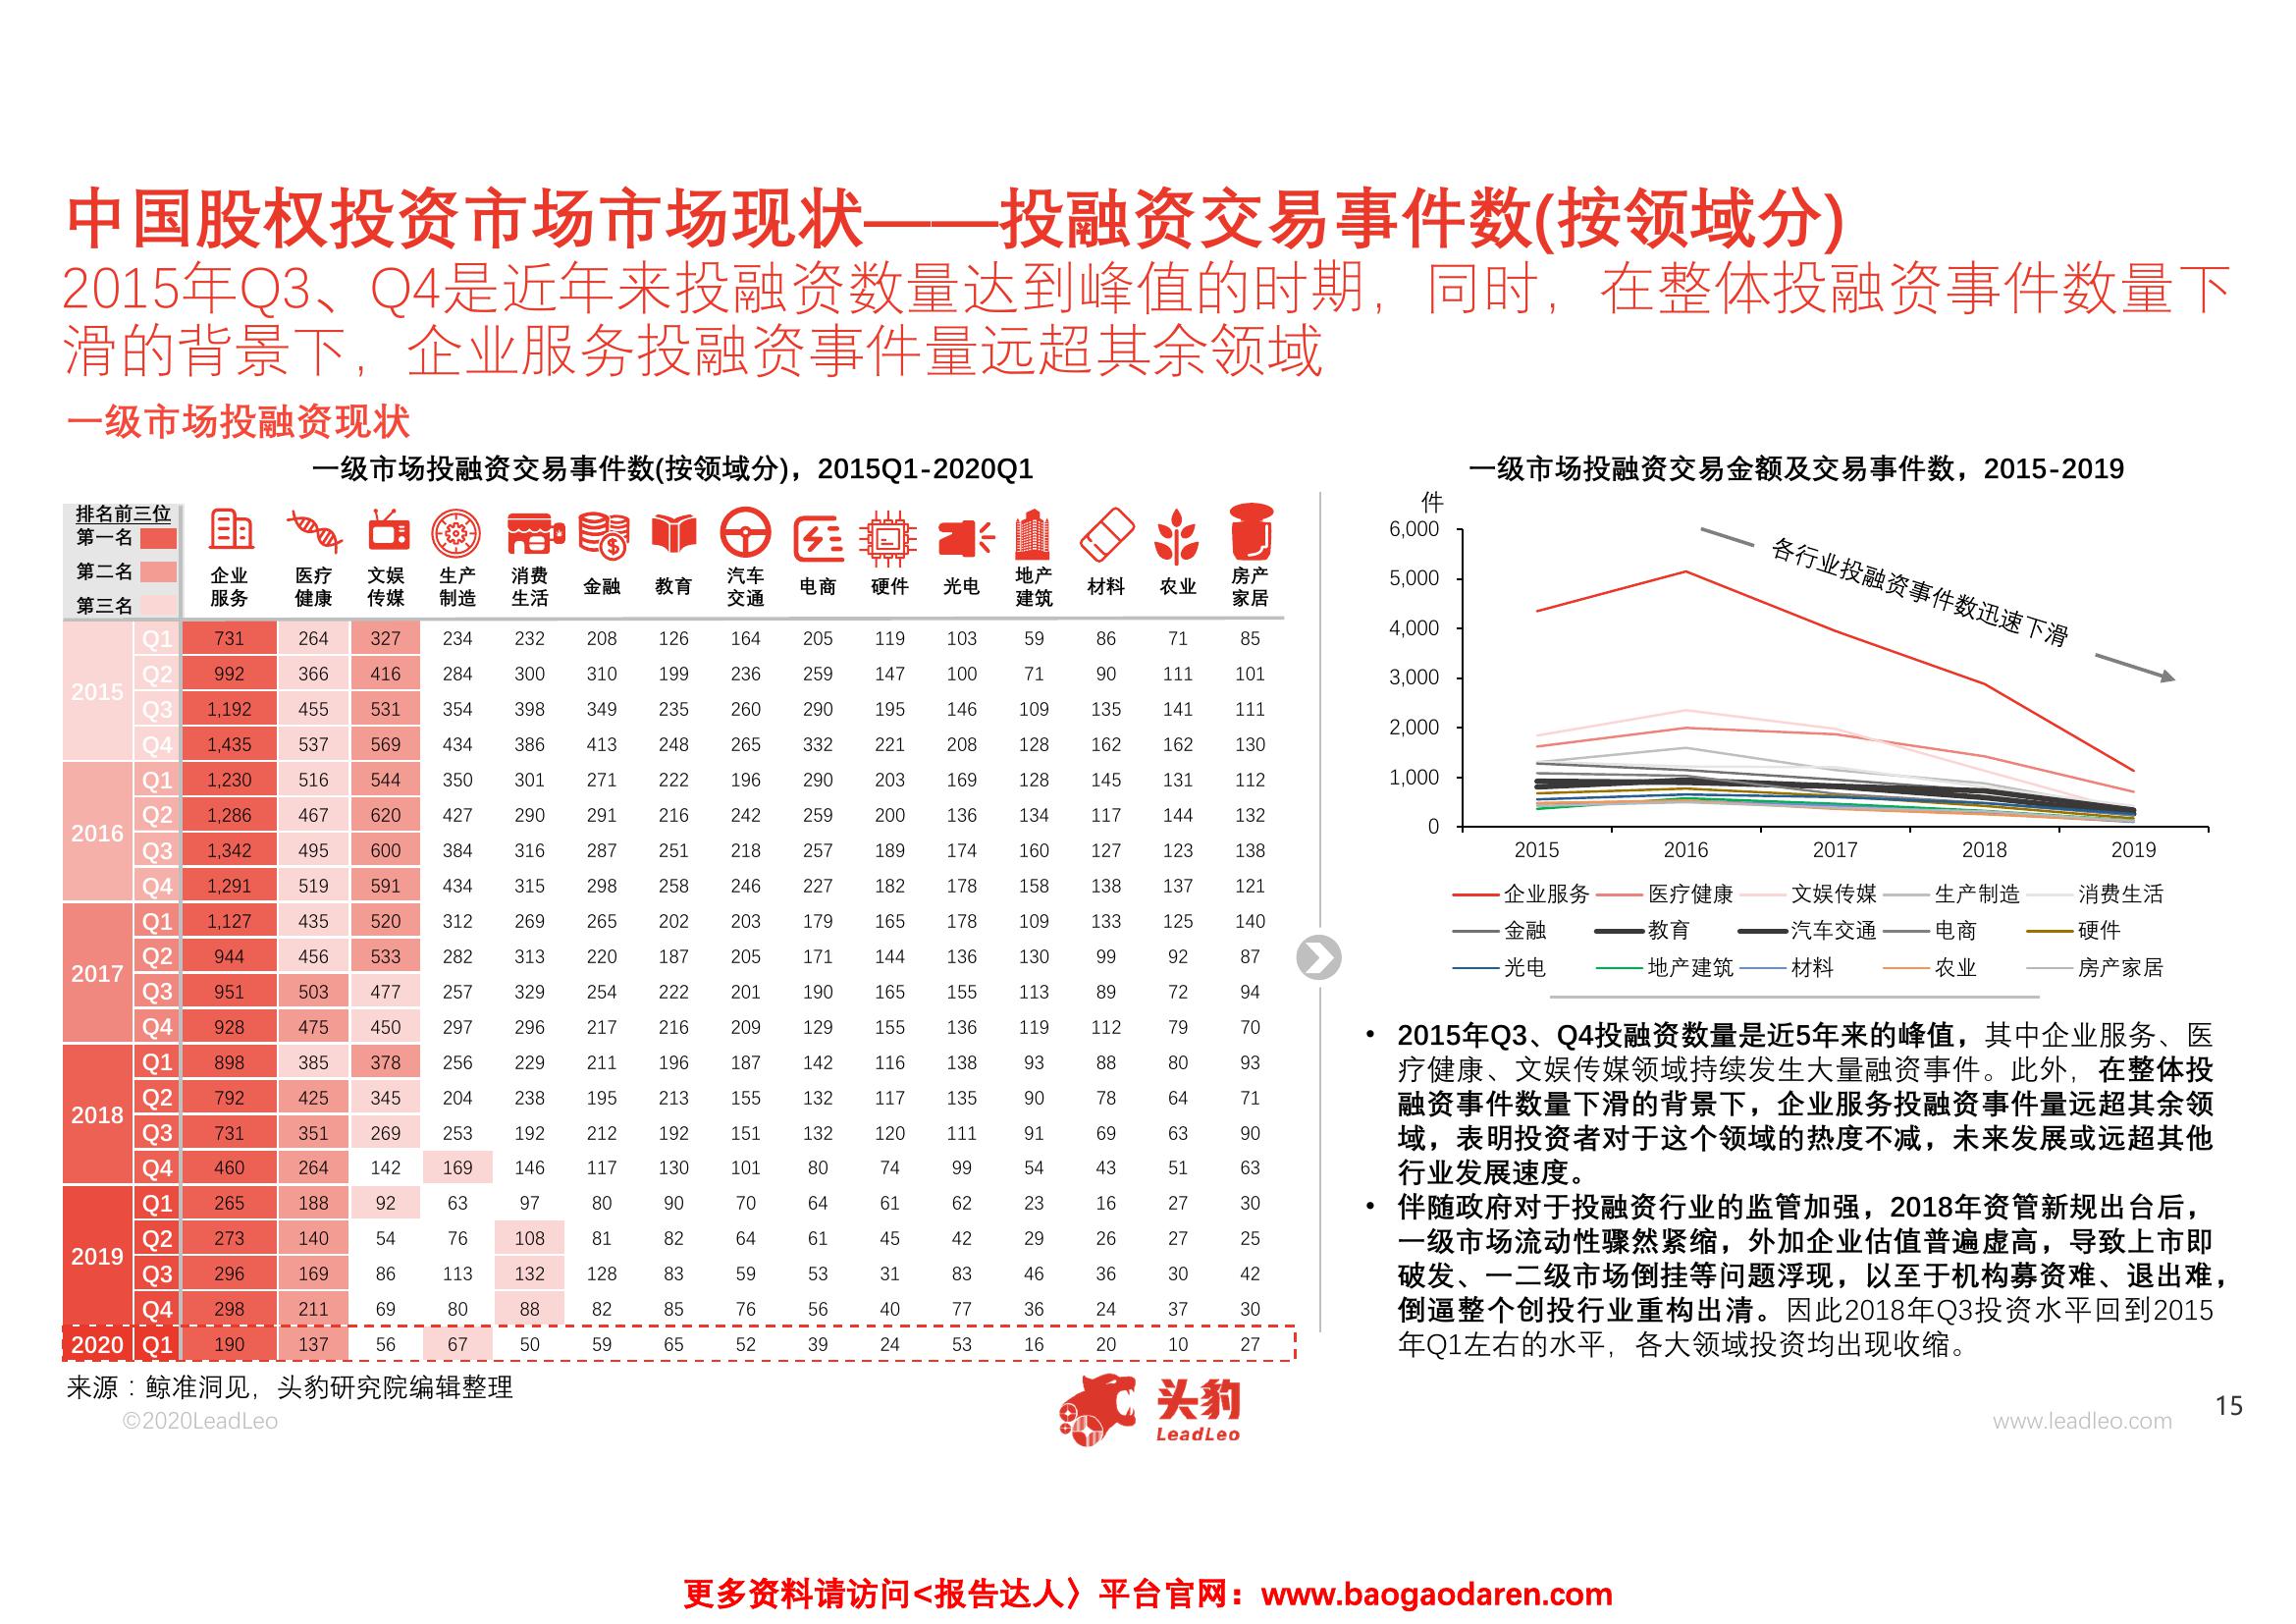 中国股权投资市场市场现状——投融资交易事件数(按领域分)
2015年Q3、Q4是近年来投融资数量达到峰值的时期，同时，在整体投融资事件数量下
滑的背景下，企业服务投融资事件量远超其余领域
一级市场投融资现状
一级市场投融资交易事件数(按领域分)，2015Q1-2020Q1
排名前三位
第一名
第二名
第三名
企业服务 医疗健康 文娱传媒 生产制造 消费生活 金融 教育 汽车交通 电商 硬件 光电 地产建筑 材料 农业 房产家居
2015 Q1 731 264 327 234 232 208 126 164 205 119 103 59 86 71 85
Q2 992 366 416 284 300 310 199 236 259 147 100 71 90 111 101
Q3 1,192 455 531 354 398 349 235 260 290 195 146 109 135 141 111
Q4 1,435 537 569 434 386 413 248 265 332 221 208 128 162 162 130
2016 Q1 1,230 516 544 350 301 271 222 196 290 203 169 128 145 131 112
Q2 1,286 467 620 427 290 291 216 242 259 200 136 134 117 144 132
Q3 1,342 495 600 384 316 287 251 218 257 189 174 160 127 123 138
Q4 1,291 519 591 434 315 298 258 246 227 182 178 158 138 137 121
2017 Q1 1,127 435 520 312 269 265 202 203 179 165 178 109 133 125 140
Q2 944 456 533 282 313 220 187 205 171 144 136 130 99 92 87
Q3 951 503 477 257 329 254 222 201 190 165 155 113 89 72 94
Q4 928 475 450 297 296 217 216 209 129 155 136 119 112 79 70
2018 Q1 898 385 378 256 229 211 196 187 142 116 138 93 88 80 93
Q2 792 425 345 204 238 195 213 155 132 117 135 90 78 64 71
Q3 731 351 269 253 192 212 192 151 132 120 111 91 69 63 90
Q4 460 264 142 169 146 117 130 101 80 74 99 54 43 51 63
2019 Q1 265 188 92 63 97 80 90 70 64 61 62 23 16 27 30
Q2 273 140 54 76 108 81 82 64 61 45 42 29 26 27 25
Q3 296 169 86 113 132 128 83 59 53 31 83 46 36 30 42
Q4 298 211 69 80 88 82 85 76 56 40 77 36 24 37 30
2020 Q1 190 137 56 67 50 59 65 52 39 24 53 16 20 10 27
来源：鲸准洞见，头豹研究院编辑整理
一级市场投融资交易金额及交易事件数，2015-2019
件
6,000
5,000
4,000
3,000
2,000
1,000
0
各行业投融资事件数迅速下滑
2015 2016 2017 2018 2019
企业服务 医疗健康 文娱传媒 生产制造 消费生活
金融 教育 汽车交通 电商 硬件
光电 地产建筑 材料 农业 房产家居
• 2015年Q3、Q4投融资数量是近5年来的峰值，其中企业服务、医
疗健康、文娱传媒领域持续发生大量融资事件。此外，在整体投
融资事件数量下滑的背景下，企业服务投融资事件量远超其余领
域，表明投资者对于这个领域的热度不减，未来发展或远超其他
行业发展速度。
• 伴随政府对于投融资行业的监管加强，2018年资管新规出台后，
一级市场流动性骤然紧缩，外加企业估值普遍虚高，导致上市即
破发、一二级市场倒挂等问题浮现，以至于机构募资难、退出难，
倒逼整个创投行业重构出清。因此2018年Q3投资水平回到2015
年Q1左右的水平，各大领域投资均出现收缩。
©2020LeadLeo
头豹
LeadLeo
www.leadleo.com
15
更多资料请访问<报告达人〉平台官网：www.baogaodaren.com